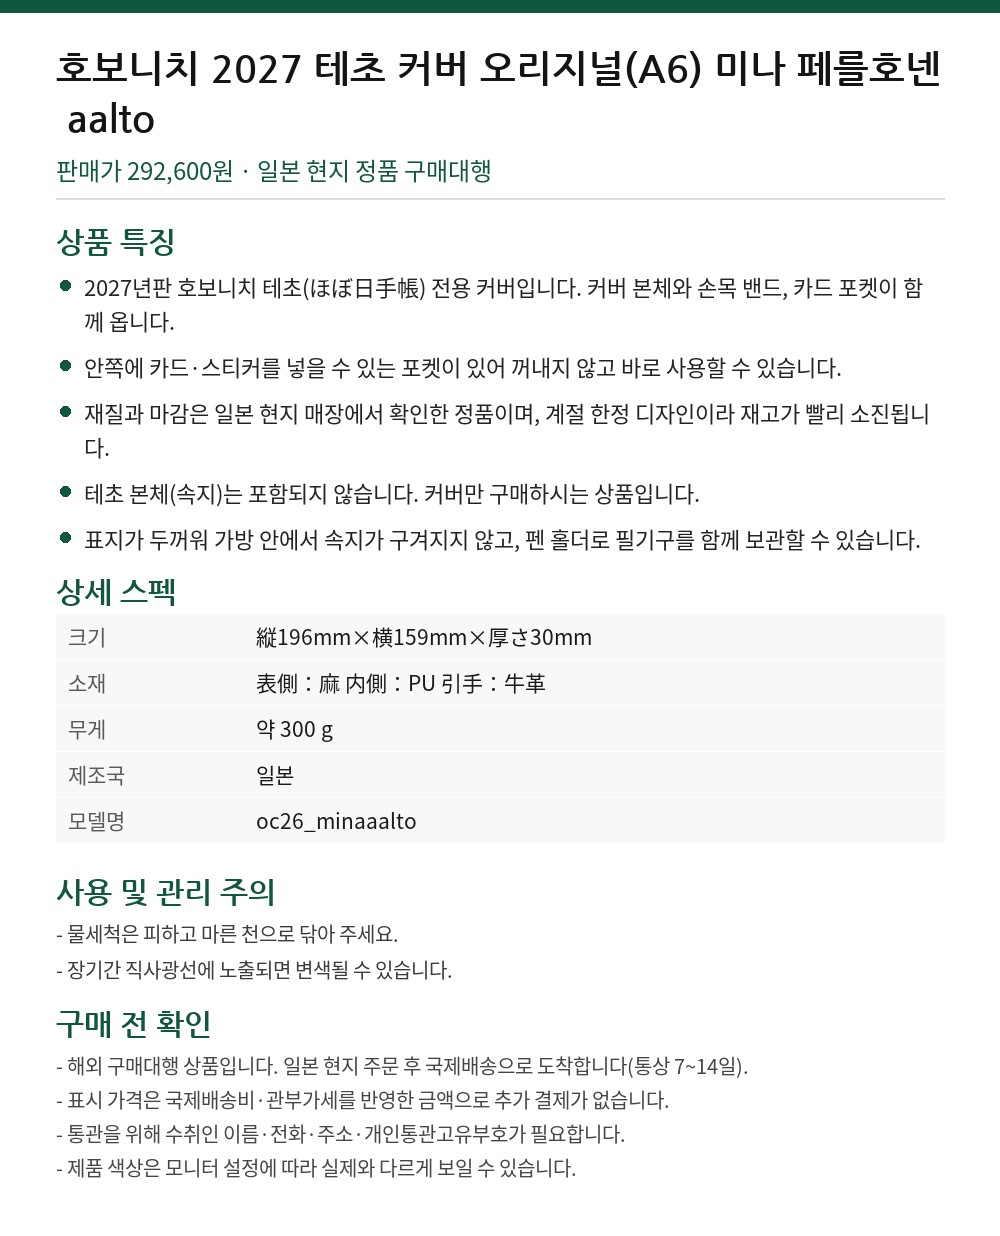 호보니치 2027 테초 커버 오리지널(A6) 미나 페를호넨
aalto
판매가 292,600원 · 일본 현지 정품 구매대행
상품 특징
● 2027년판 호보니치 테초(ほぼ日手帳) 전용 커버입니다. 커버 본체와 손목 밴드, 카드 포켓이 함
께 옵니다.
● 안쪽에 카드·스티커를 넣을 수 있는 포켓이 있어 꺼내지 않고 바로 사용할 수 있습니다.
● 재질과 마감은 일본 현지 매장에서 확인한 정품이며, 계절 한정 디자인이라 재고가 빨리 소진됩니
다.
● 테초 본체(속지)는 포함되지 않습니다. 커버만 구매하시는 상품입니다.
● 표지가 두꺼워 가방 안에서 속지가 구겨지지 않고, 펜 홀더로 필기구를 함께 보관할 수 있습니다.
상세 스펙
크기 縦196mm×横159mm×厚さ30mm
소재 表側：麻 内側：PU 引手：牛革
무게 약 300 g
제조국 일본
모델명 oc26_minaaalto
사용 및 관리 주의
- 물세척은 피하고 마른 천으로 닦아 주세요.
- 장기간 직사광선에 노출되면 변색될 수 있습니다.
구매 전 확인
- 해외 구매대행 상품입니다. 일본 현지 주문 후 국제배송으로 도착합니다(통상 7~14일).
- 표시 가격은 국제배송비·관부가세를 반영한 금액으로 추가 결제가 없습니다.
- 통관을 위해 수취인 이름·전화·주소·개인통관고유부호가 필요합니다.
- 제품 색상은 모니터 설정에 따라 실제와 다르게 보일 수 있습니다.